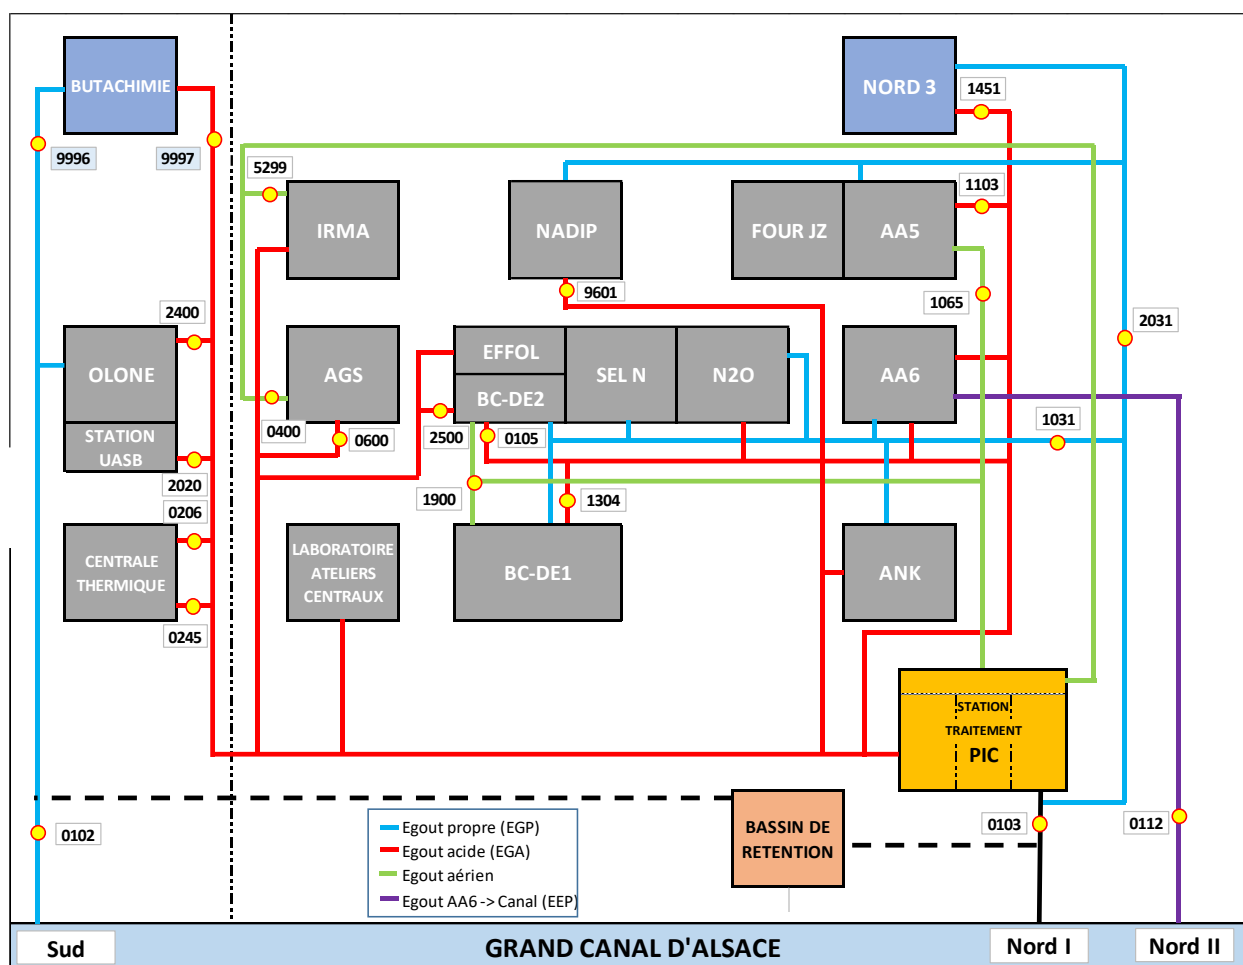 BUTACHIMIE
NORD 3
1451
9996
9997
5299
1103
IRMA
NADIP
FOUR JZ
AA5
9601
1065
2400
2031
OLONE
AGS
EFFOL
BC-DE2
SEL N
N2O
AA6
STATION
UASB
0400
0600
2500
0105
1031
2020
0206
1900
1304
CENTRALE
THERMIQUE
LABORATOIRE
ATELIERS
CENTRAUX
BC-DE1
ANK
0245
STATION
TRAITEMENT
PIC
0102
Egout propre (EGP)
Egout acide (EGA)
Egout aérien
Egout AA6 -> Canal (EEP)
BASSIN DE
RETENTION
0103
0112
Sud
GRAND CANAL D'ALSACE
Nord I
Nord II